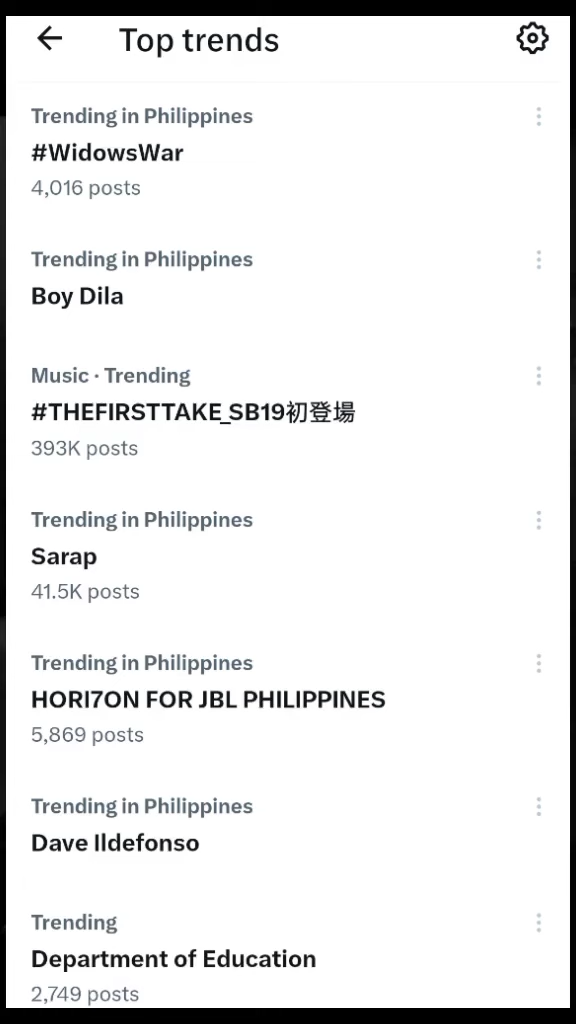 Top trends
Trending in Philippines
#WidowsWar
4,016 posts
Trending in Philippines
Boy Dila
Music · Trending
#THEFIRSTTAKE_SB19初登場
393K posts
Trending in Philippines
Sarap
41.5K posts
Trending in Philippines
HORI7ON FOR JBL PHILIPPINES
5,869 posts
Trending in Philippines
Dave Ildefonso
Trending
Department of Education
2,749 posts